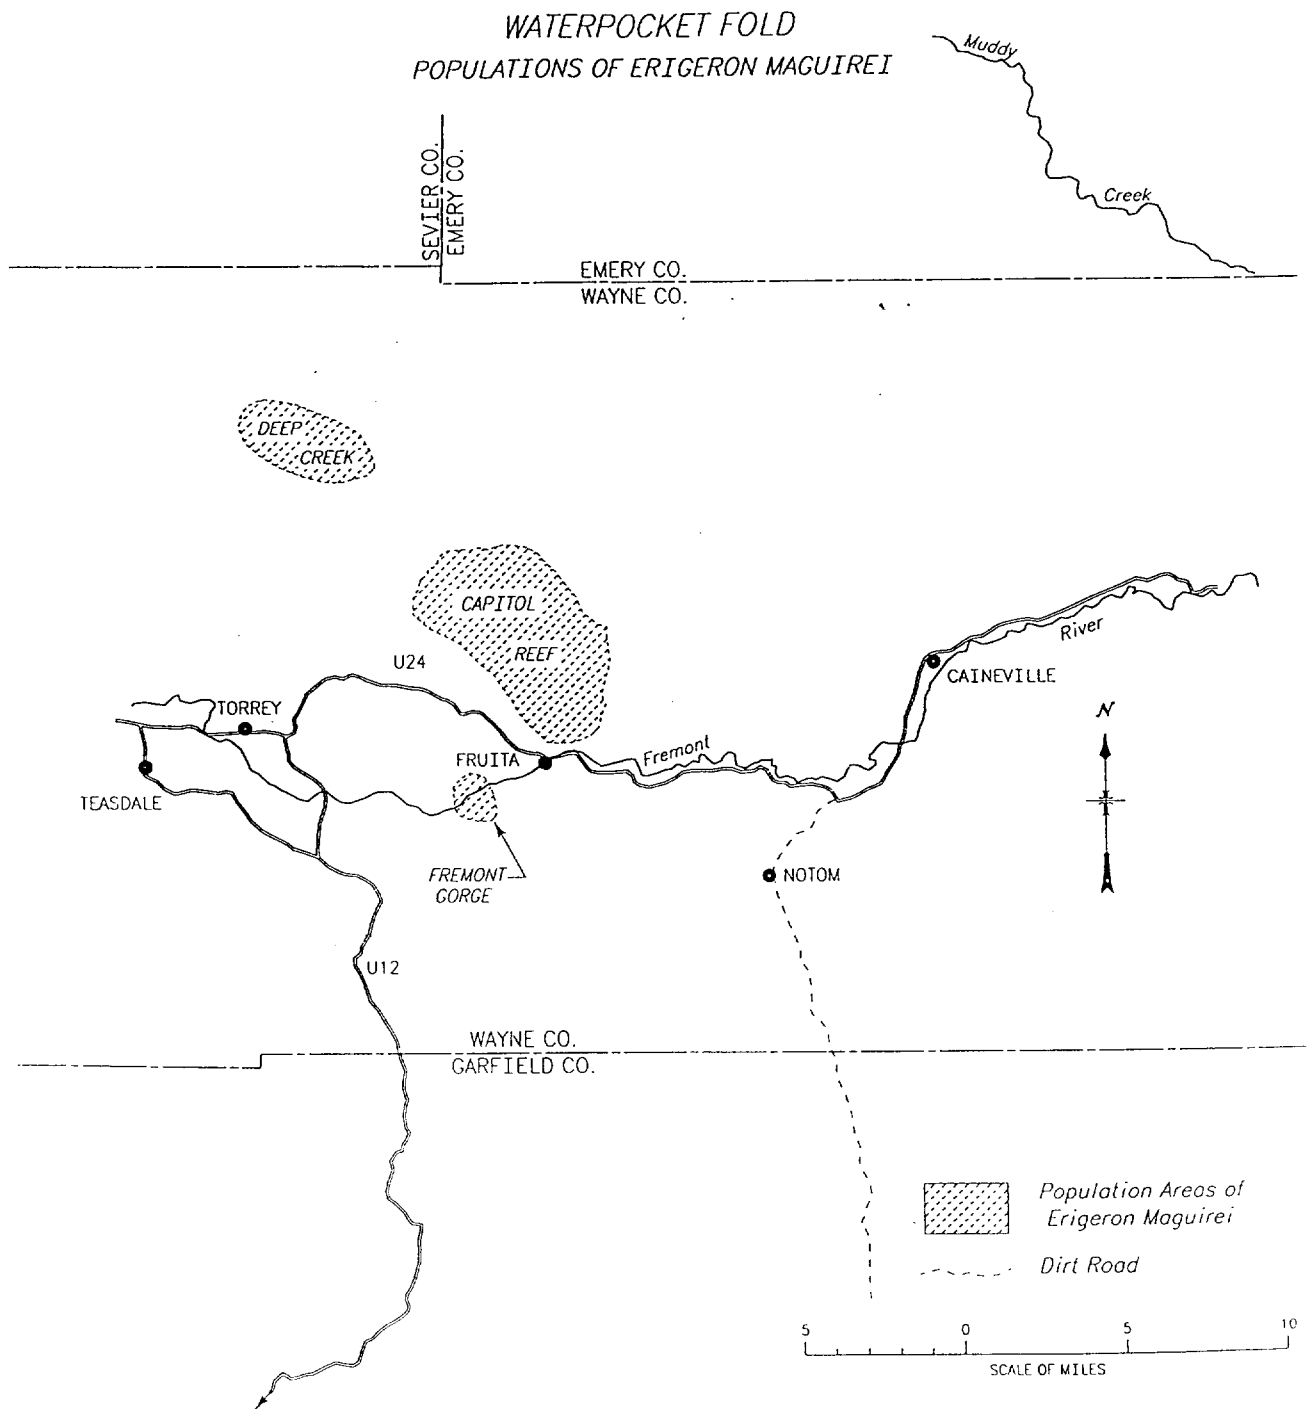 WATERPOCKET FOLD
POPULATIONS OF ERIGERON MAGUIREI
Muddy
Creek
SEVIER CO.
EMERY CO.
EMERY CO.
WAYNE CO.
DEEP
CREEK
CAPITOL
REEF
U24
River
CAINEVILLE
TORREY
N
Fremont
FRUITA
TEASDALE
FREMONT
GORGE
NOTOM
U12
WAYNE CO.
GARFIELD CO.
Population Areas of
Erigeron Maguirei
Dirt Road
5 0 5 10
SCALE OF MILES